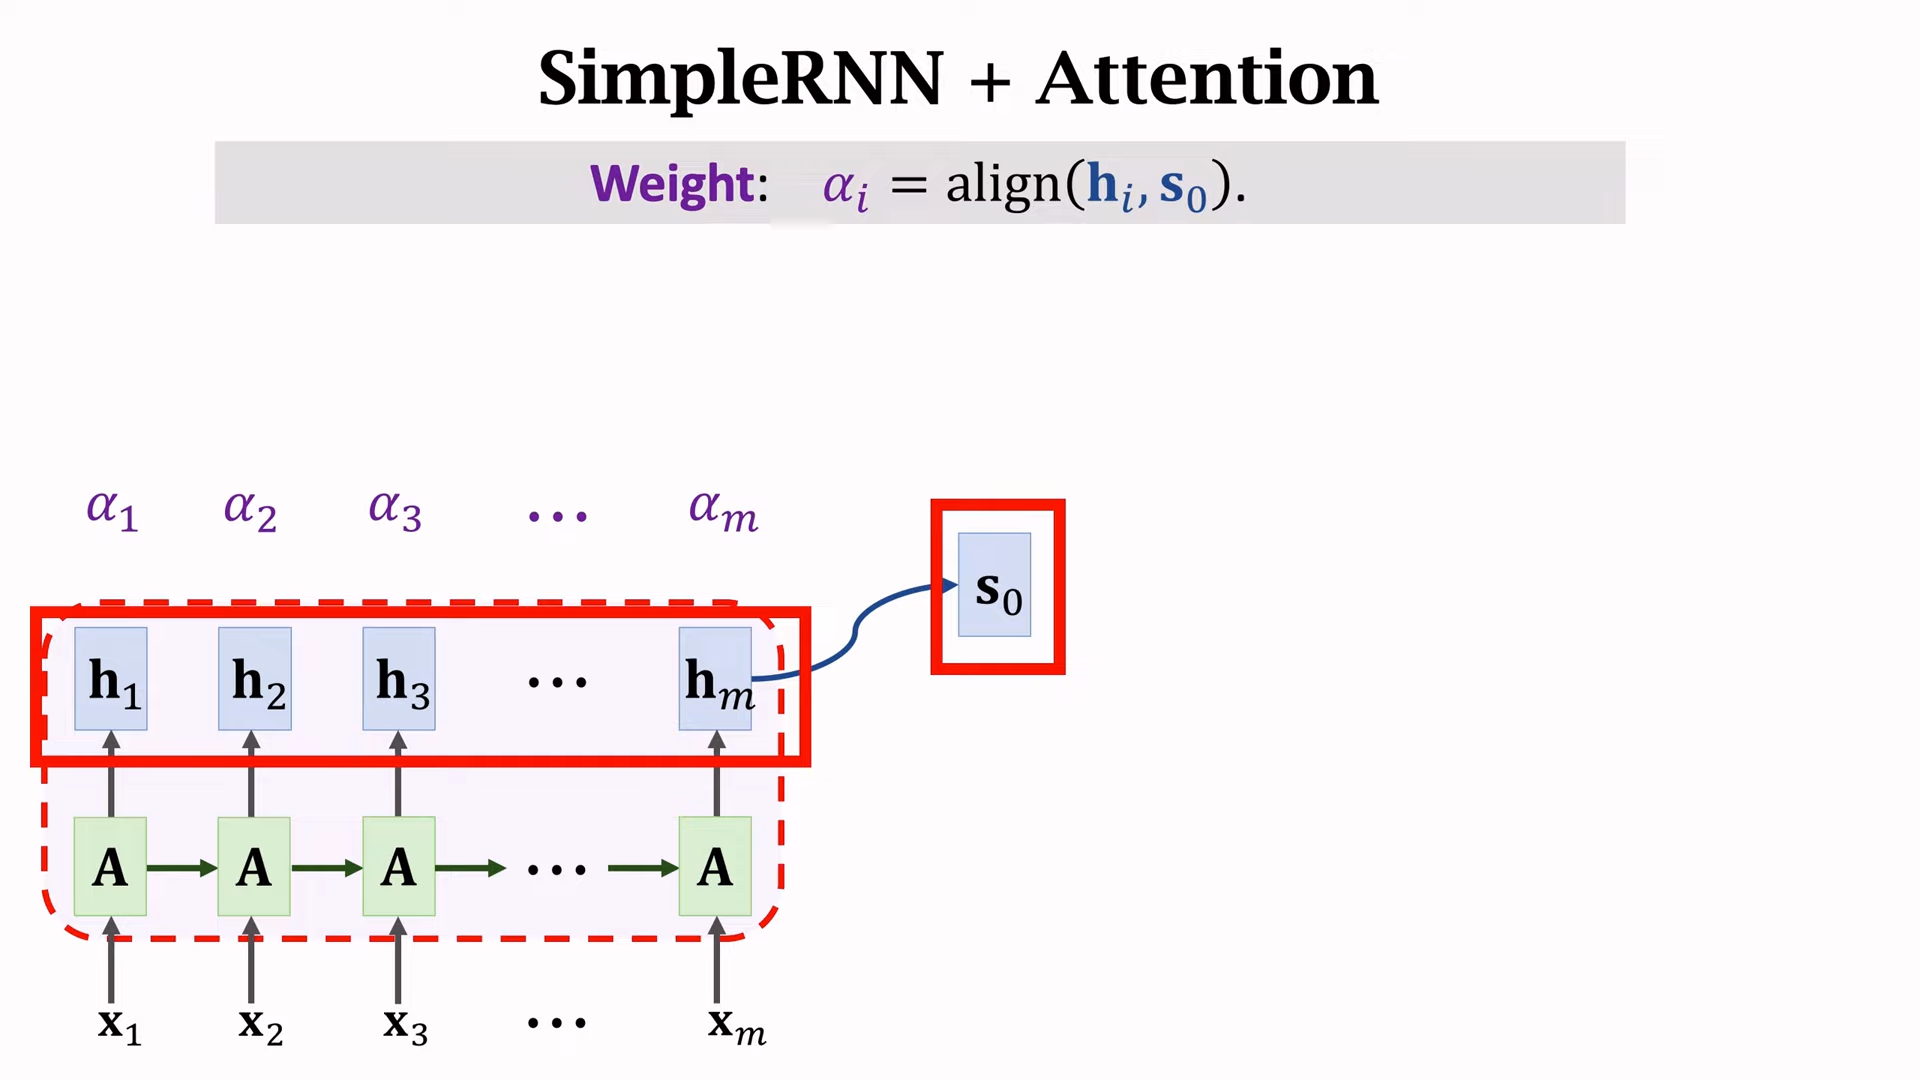 SimpleRNN + Attention
Weight: αᵢ = align(hᵢ, s₀).
α₁ α₂ α₃ ⋯ αₘ
s₀
h₁ h₂ h₃ ⋯ hₘ
A A A ⋯ A
x₁ x₂ x₃ ⋯ xₘ